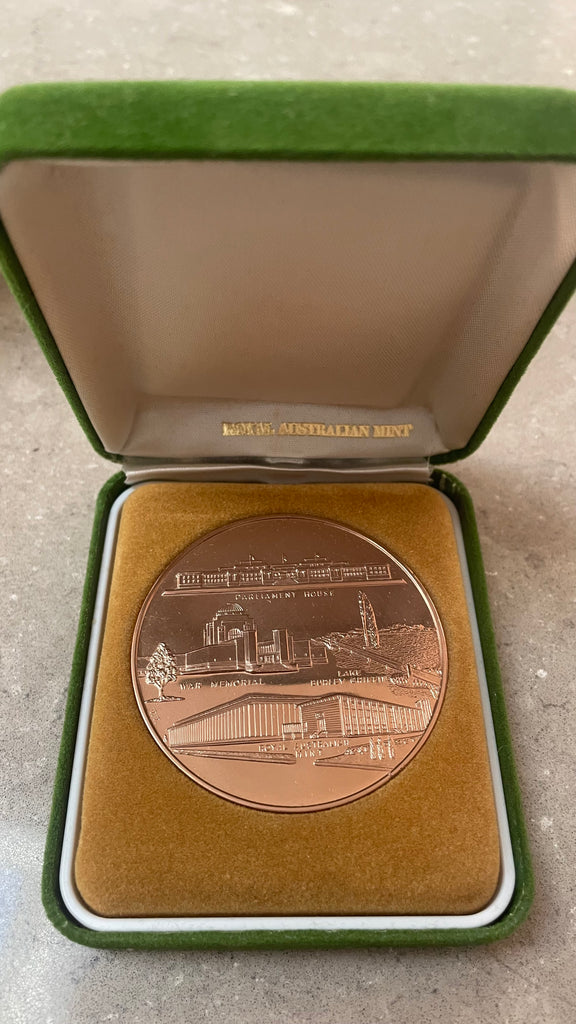 ROYAL AUSTRALIAN MINT
PARLIAMENT HOUSE
WAR MEMORIAL
LAKE
BURLEY GRIFFIN
ROYAL AUSTRALIAN
MINT